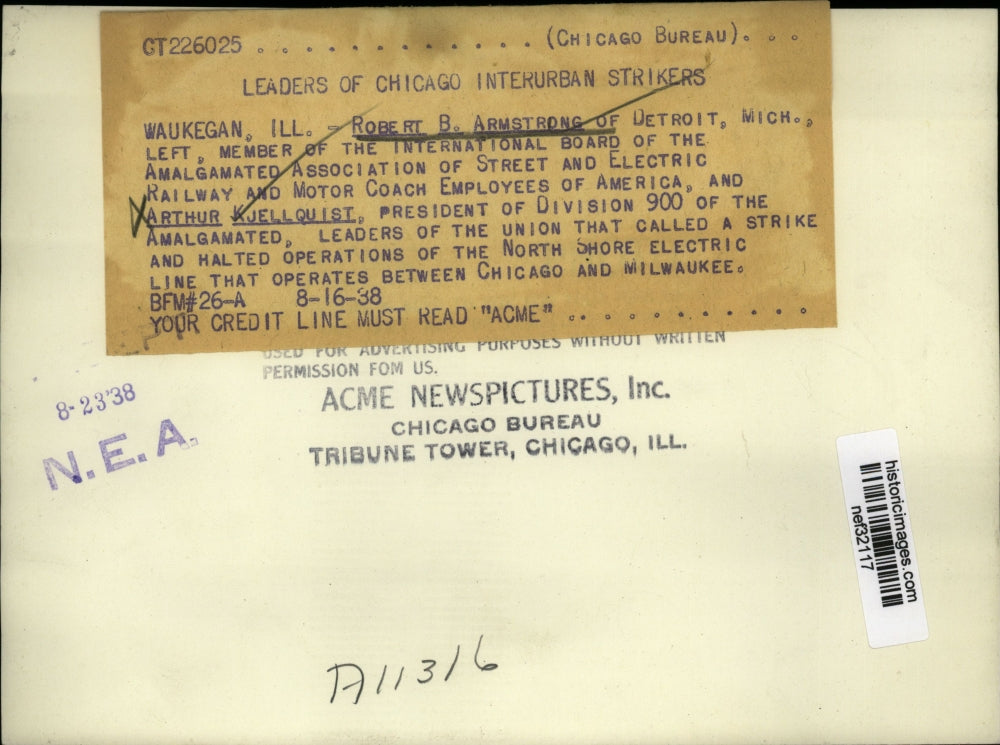 CT226025 . . . . . . . . . . . . (CHICAGO BUREAU). . .
LEADERS OF CHICAGO INTERURBAN STRIKERS
WAUKEGAN, ILL. - ROBERT B. ARMSTRONG OF DETROIT, MICH.,
LEFT, MEMBER OF THE INTERNATIONAL BOARD OF THE
AMALGAMATED ASSOCIATION OF STREET AND ELECTRIC
RAILWAY AND MOTOR COACH EMPLOYEES OF AMERICA, AND
ARTHUR KJELLQUIST, PRESIDENT OF DIVISION 900 OF THE
AMALGAMATED, LEADERS OF THE UNION THAT CALLED A STRIKE
AND HALTED OPERATIONS OF THE NORTH SHORE ELECTRIC
LINE THAT OPERATES BETWEEN CHICAGO AND MILWAUKEE.
BFM#26-A 8-16-38
YOUR CREDIT LINE MUST READ "ACME" . . . . . . . . . . .
USED FOR ADVERTISING PURPOSES WITHOUT WRITTEN
PERMISSION FOM US.
ACME NEWSPICTURES, Inc.
CHICAGO BUREAU
TRIBUNE TOWER, CHICAGO, ILL.
8-23'38
N.E.A.
historicimages.com
nef32117
A11316